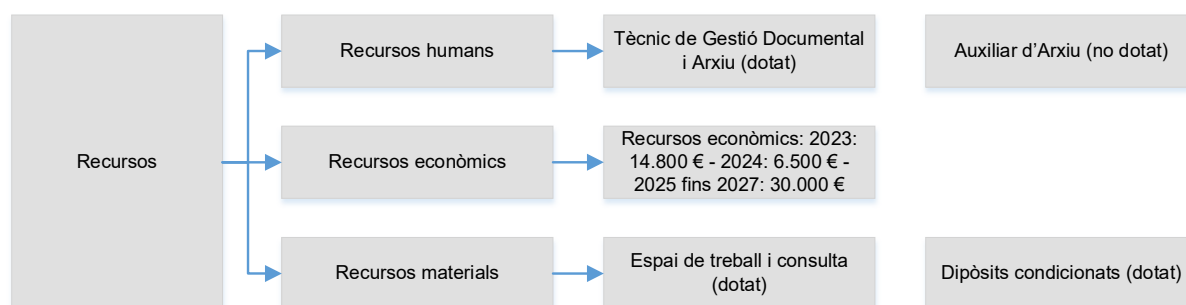 Recursos
Recursos humans
Tècnic de Gestió Documental
i Arxiu (dotat)
Auxiliar d’Arxiu (no dotat)
Recursos econòmics
Recursos econòmics: 2023:
14.800 € - 2024: 6.500 € -
2025 fins 2027: 30.000 €
Recursos materials
Espai de treball i consulta
(dotat)
Dipòsits condicionats (dotat)